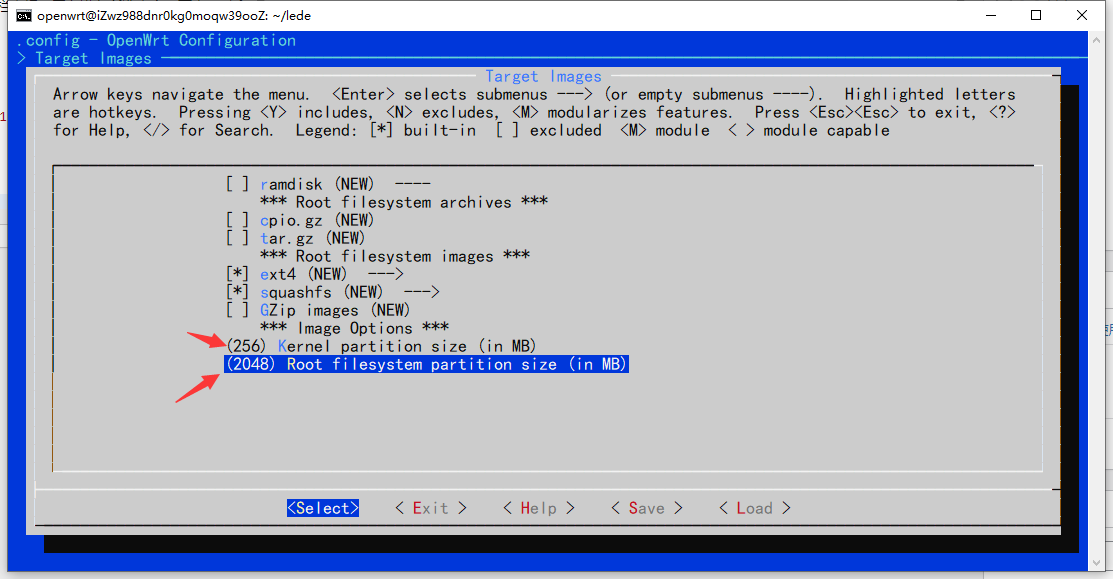 openwrt@iZwz988dnr0kg0moqw39ooZ: ~/lede
.config - OpenWrt Configuration
> Target Images
Target Images
Arrow keys navigate the menu.  <Enter> selects submenus ---> (or empty submenus ----).  Highlighted letters
are hotkeys.  Pressing <Y> includes, <N> excludes, <M> modularizes features.  Press <Esc><Esc> to exit, <?>
for Help, </> for Search.  Legend: [*] built-in  [ ] excluded  <M> module  < > module capable
[ ] ramdisk (NEW)  ----
*** Root filesystem archives ***
[ ] cpio.gz (NEW)
[ ] tar.gz (NEW)
*** Root filesystem images ***
[*] ext4 (NEW)  --->
[*] squashfs (NEW)  --->
[ ] GZip images (NEW)
*** Image Options ***
(256) Kernel partition size (in MB)
(2048) Root filesystem partition size (in MB)
<Select>    < Exit >    < Help >    < Save >    < Load >